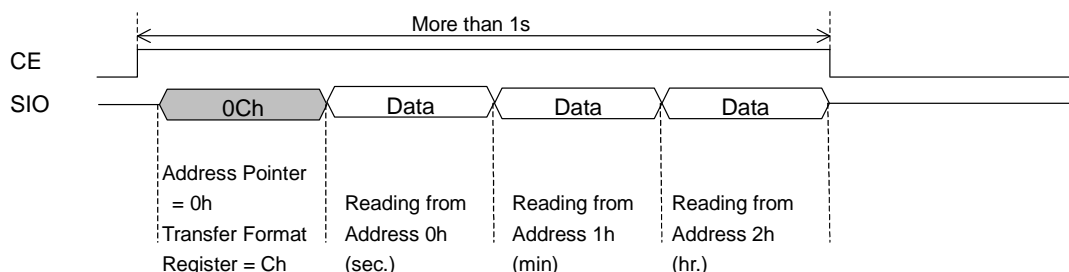 More than 1s
CE
SIO
0Ch
Data
Data
Data
Address Pointer
= 0h
Transfer Format
Register = Ch
Reading from
Address 0h
(sec.)
Reading from
Address 1h
(min)
Reading from
Address 2h
(hr.)